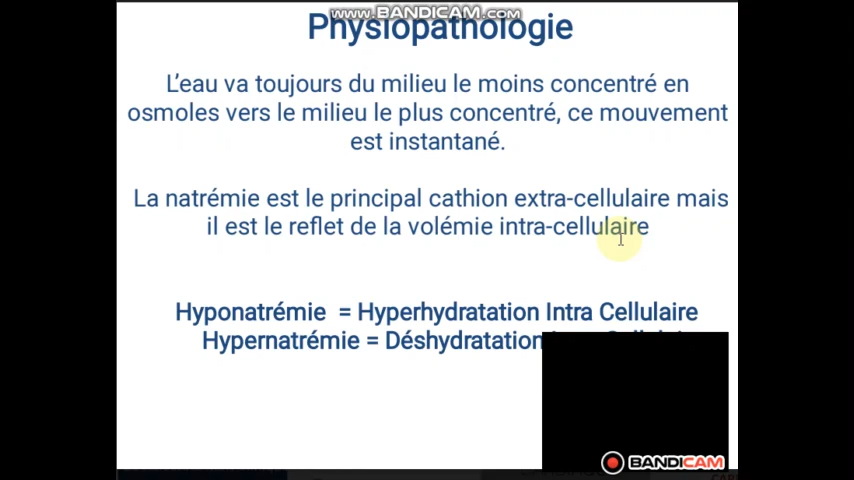 www.BANDICAM.com
Physiopathologie
L'eau va toujours du milieu le moins concentré en
osmoles vers le milieu le plus concentré, ce mouvement
est instantané.
La natrémie est le principal cathion extra-cellulaire mais
il est le reflet de la volémie intra-cellulaire
Hyponatrémie = Hyperhydratation Intra Cellulaire
Hypernatrémie = Déshydratation
BANDICAM